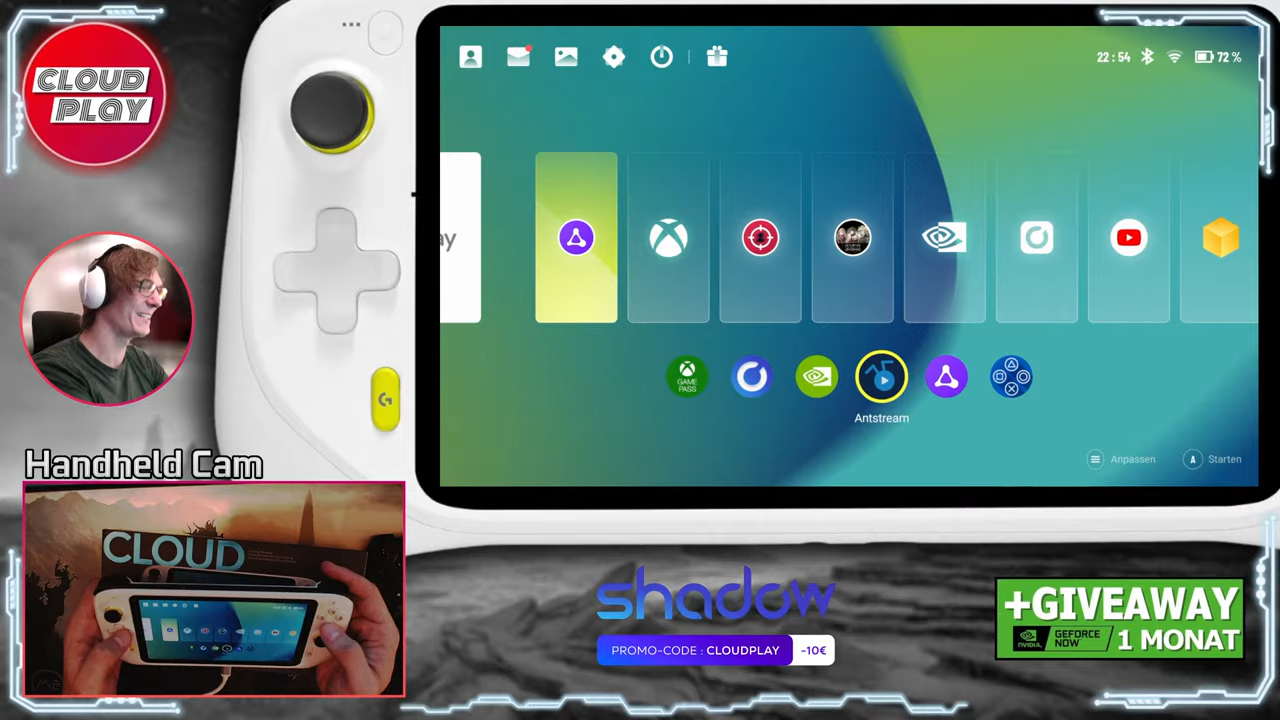 CLOUD
PLAY
22 : 54
72 %
ay
GAME
PASS
Antstream
Anpassen
A
Starten
G
Handheld Cam
CLOUD
shadow
PROMO-CODE : CLOUDPLAY
-10€
+GIVEAWAY
NVIDIA.
GEFORCE
NOW
1 MONAT